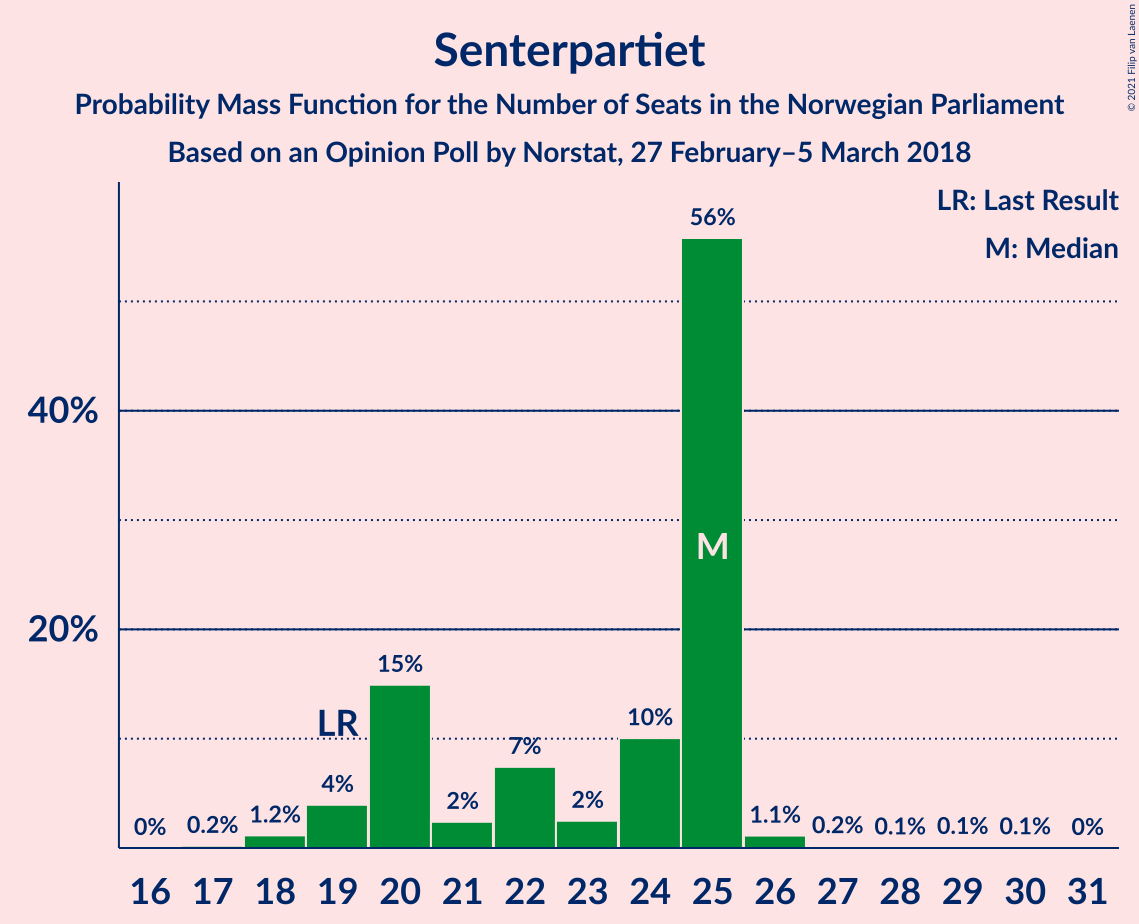 Senterpartiet
Probability Mass Function for the Number of Seats in the Norwegian Parliament
Based on an Opinion Poll by Norstat, 27 February–5 March 2018
© 2021 Filip van Laenen
LR: Last Result
M: Median
56%
40%
M
20%
15%
LR
10%
7%
4%
2%
2%
1.2%
1.1%
0%
0.2%
0.2%
0.1%
0.1%
0.1%
0%
16 17 18 19 20 21 22 23 24 25 26 27 28 29 30 31